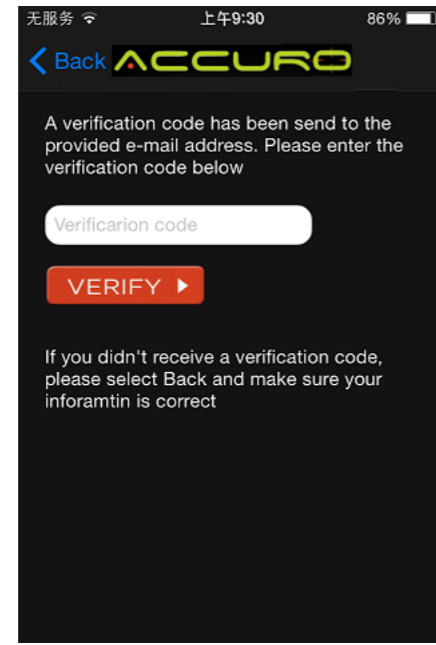 无服务 上午9:30 86%
Back ACCURO
A verification code has been send to the
provided e-mail address. Please enter the
verification code below
Verificarion code
VERIFY
If you didn't receive a verification code,
please select Back and make sure your
inforamtin is correct